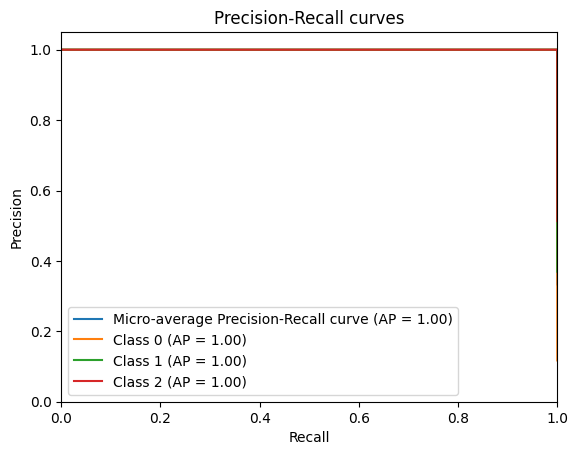 Precision-Recall curves
1.0
0.8
0.6
0.4
0.2
0.0
Precision
Micro-average Precision-Recall curve (AP = 1.00)
Class 0 (AP = 1.00)
Class 1 (AP = 1.00)
Class 2 (AP = 1.00)
0.0 0.2 0.4 0.6 0.8 1.0
Recall